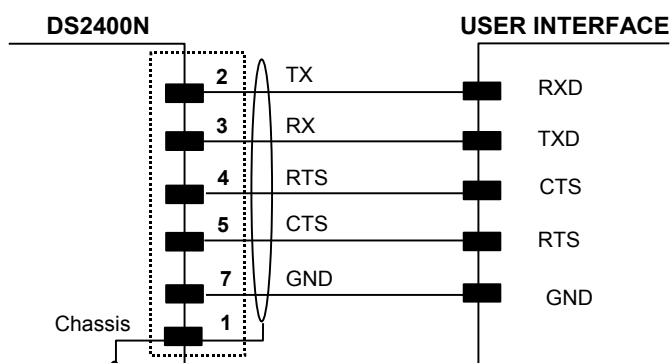 DS2400N USER INTERFACE
2 TX RXD
3 RX TXD
4 RTS CTS
5 CTS RTS
7 GND GND
Chassis 1